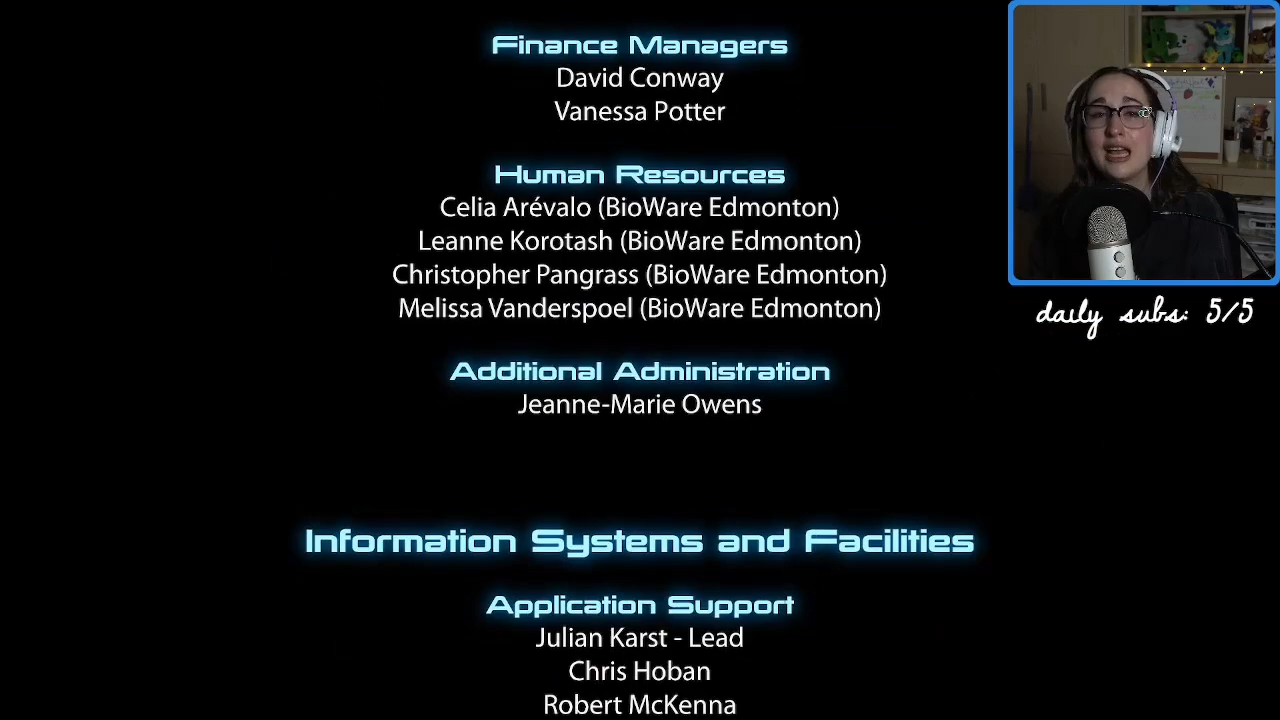 Finance Managers
David Conway
Vanessa Potter
Human Resources
Celia Arévalo (BioWare Edmonton)
Leanne Korotash (BioWare Edmonton)
Christopher Pangrass (BioWare Edmonton)
Melissa Vanderspoel (BioWare Edmonton)
Additional Administration
Jeanne-Marie Owens
Information Systems and Facilities
Application Support
Julian Karst - Lead
Chris Hoban
Robert McKenna
daily subs: 5/5